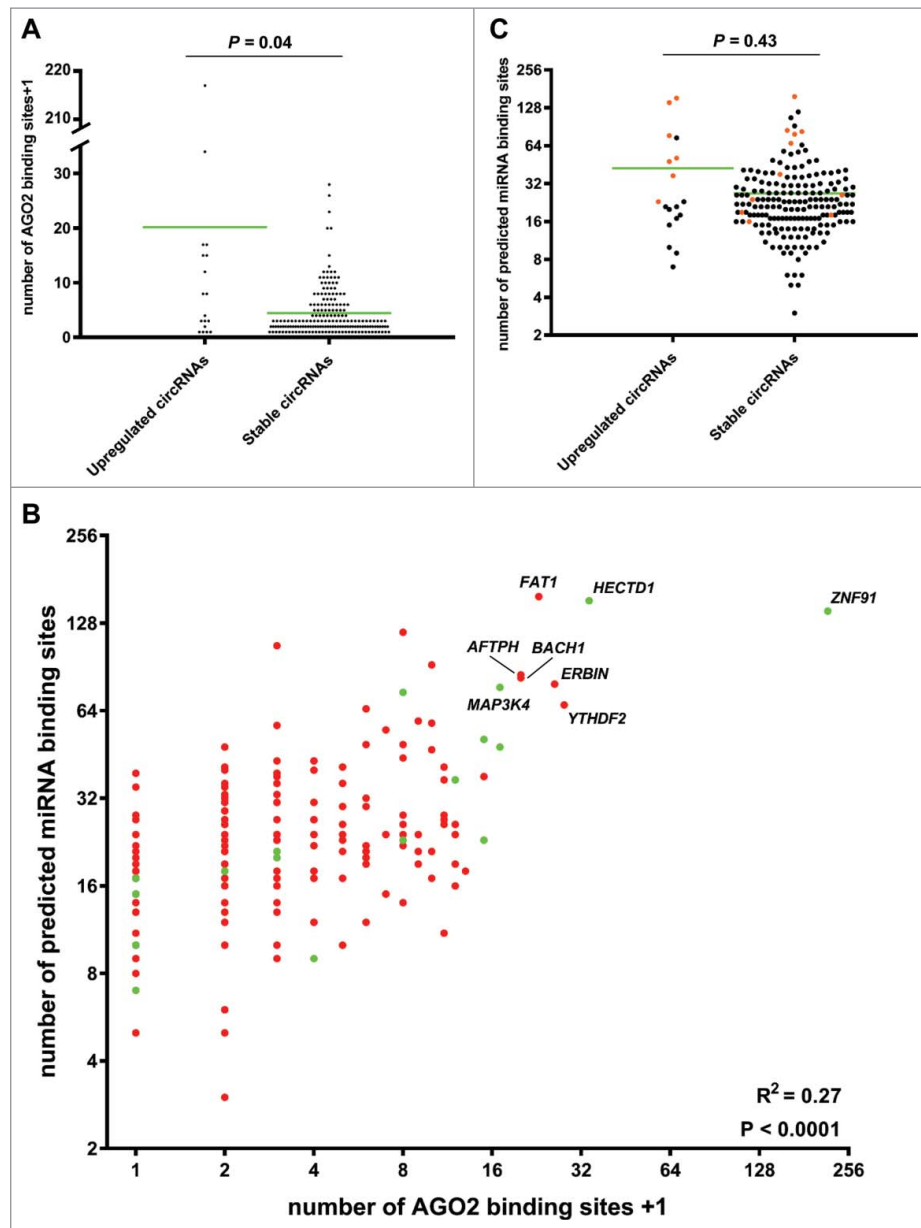 A
P = 0.04
number of AGO2 binding sites+1
220
210
30
20
10
0
Upregulated circRNAs
Stable circRNAs
C
P = 0.43
number of predicted miRNA binding sites
256
128
64
32
16
8
4
2
Upregulated circRNAs
Stable circRNAs
B
number of predicted miRNA binding sites
256
128
64
32
16
8
4
2
FAT1
HECTD1
ZNF91
AFTPH
BACH1
ERBIN
MAP3K4
YTHDF2
R² = 0.27
P < 0.0001
1 2 4 8 16 32 64 128 256
number of AGO2 binding sites +1